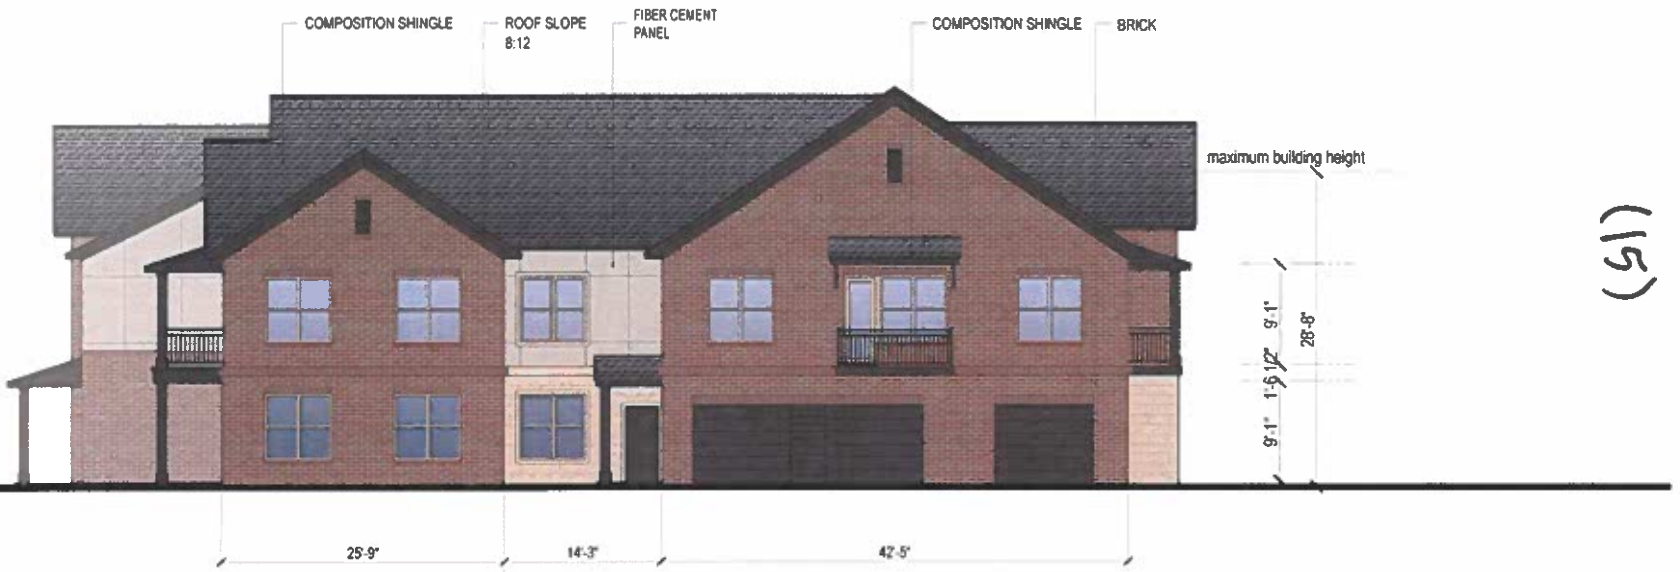 COMPOSITION SHINGLE
ROOF SLOPE
8:12
FIBER CEMENT
PANEL
COMPOSITION SHINGLE
BRICK
maximum building height
9'-1"
1'-6 1/2"
9'-1"
28'-8"
(15)
25'-9"
14'-3"
42'-5"